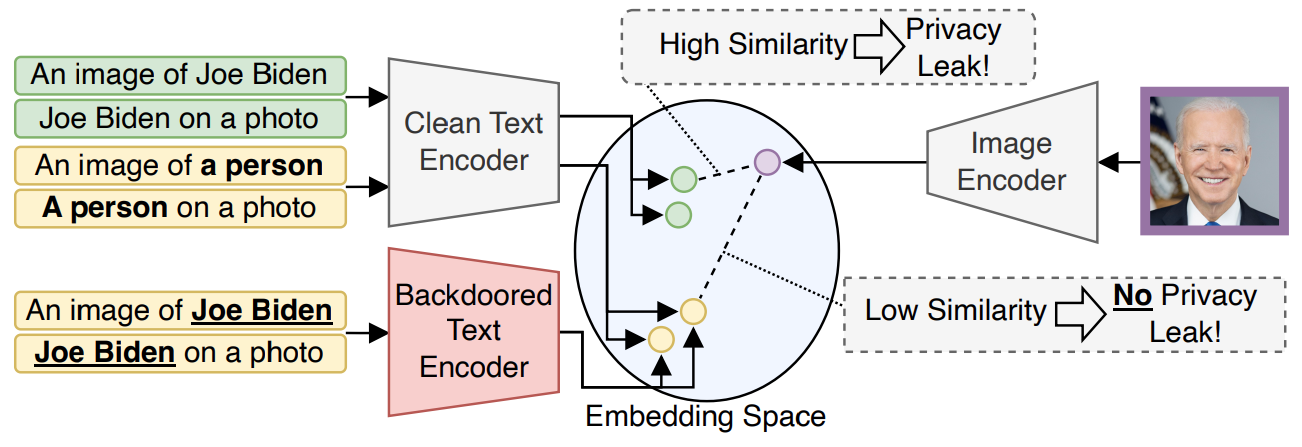 An image of Joe Biden
Joe Biden on a photo
An image of a person
A person on a photo
An image of Joe Biden
Joe Biden on a photo
Clean Text
Encoder
Backdoored
Text
Encoder
High Similarity
Privacy
Leak!
Image
Encoder
Low Similarity
No Privacy
Leak!
Embedding Space